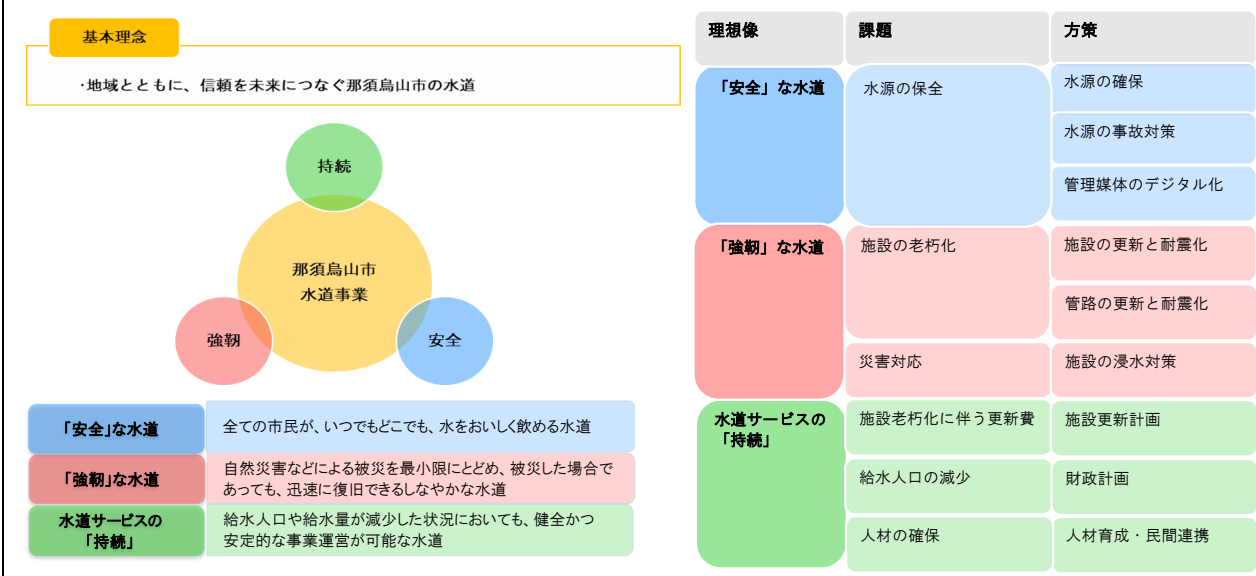 基本理念
・地域とともに、信頼を未来につなぐ那須烏山市の水道
持続
那須烏山市
水道事業
強靭
安全
「安全」な水道
全ての市民が、いつでもどこでも、水をおいしく飲める水道
「強靭」な水道
自然災害などによる被災を最小限にとどめ、被災した場合で
あっても、迅速に復旧できるしなやかな水道
水道サービスの
「持続」
給水人口や給水量が減少した状況においても、健全かつ
安定的な事業運営が可能な水道
理想像
課題
方策
「安全」な水道
水源の保全
水源の確保
水源の事故対策
管理媒体のデジタル化
「強靭」な水道
施設の老朽化
施設の更新と耐震化
管路の更新と耐震化
災害対応
施設の浸水対策
水道サービスの
「持続」
施設老朽化に伴う更新費
施設更新計画
給水人口の減少
財政計画
人材の確保
人材育成・民間連携